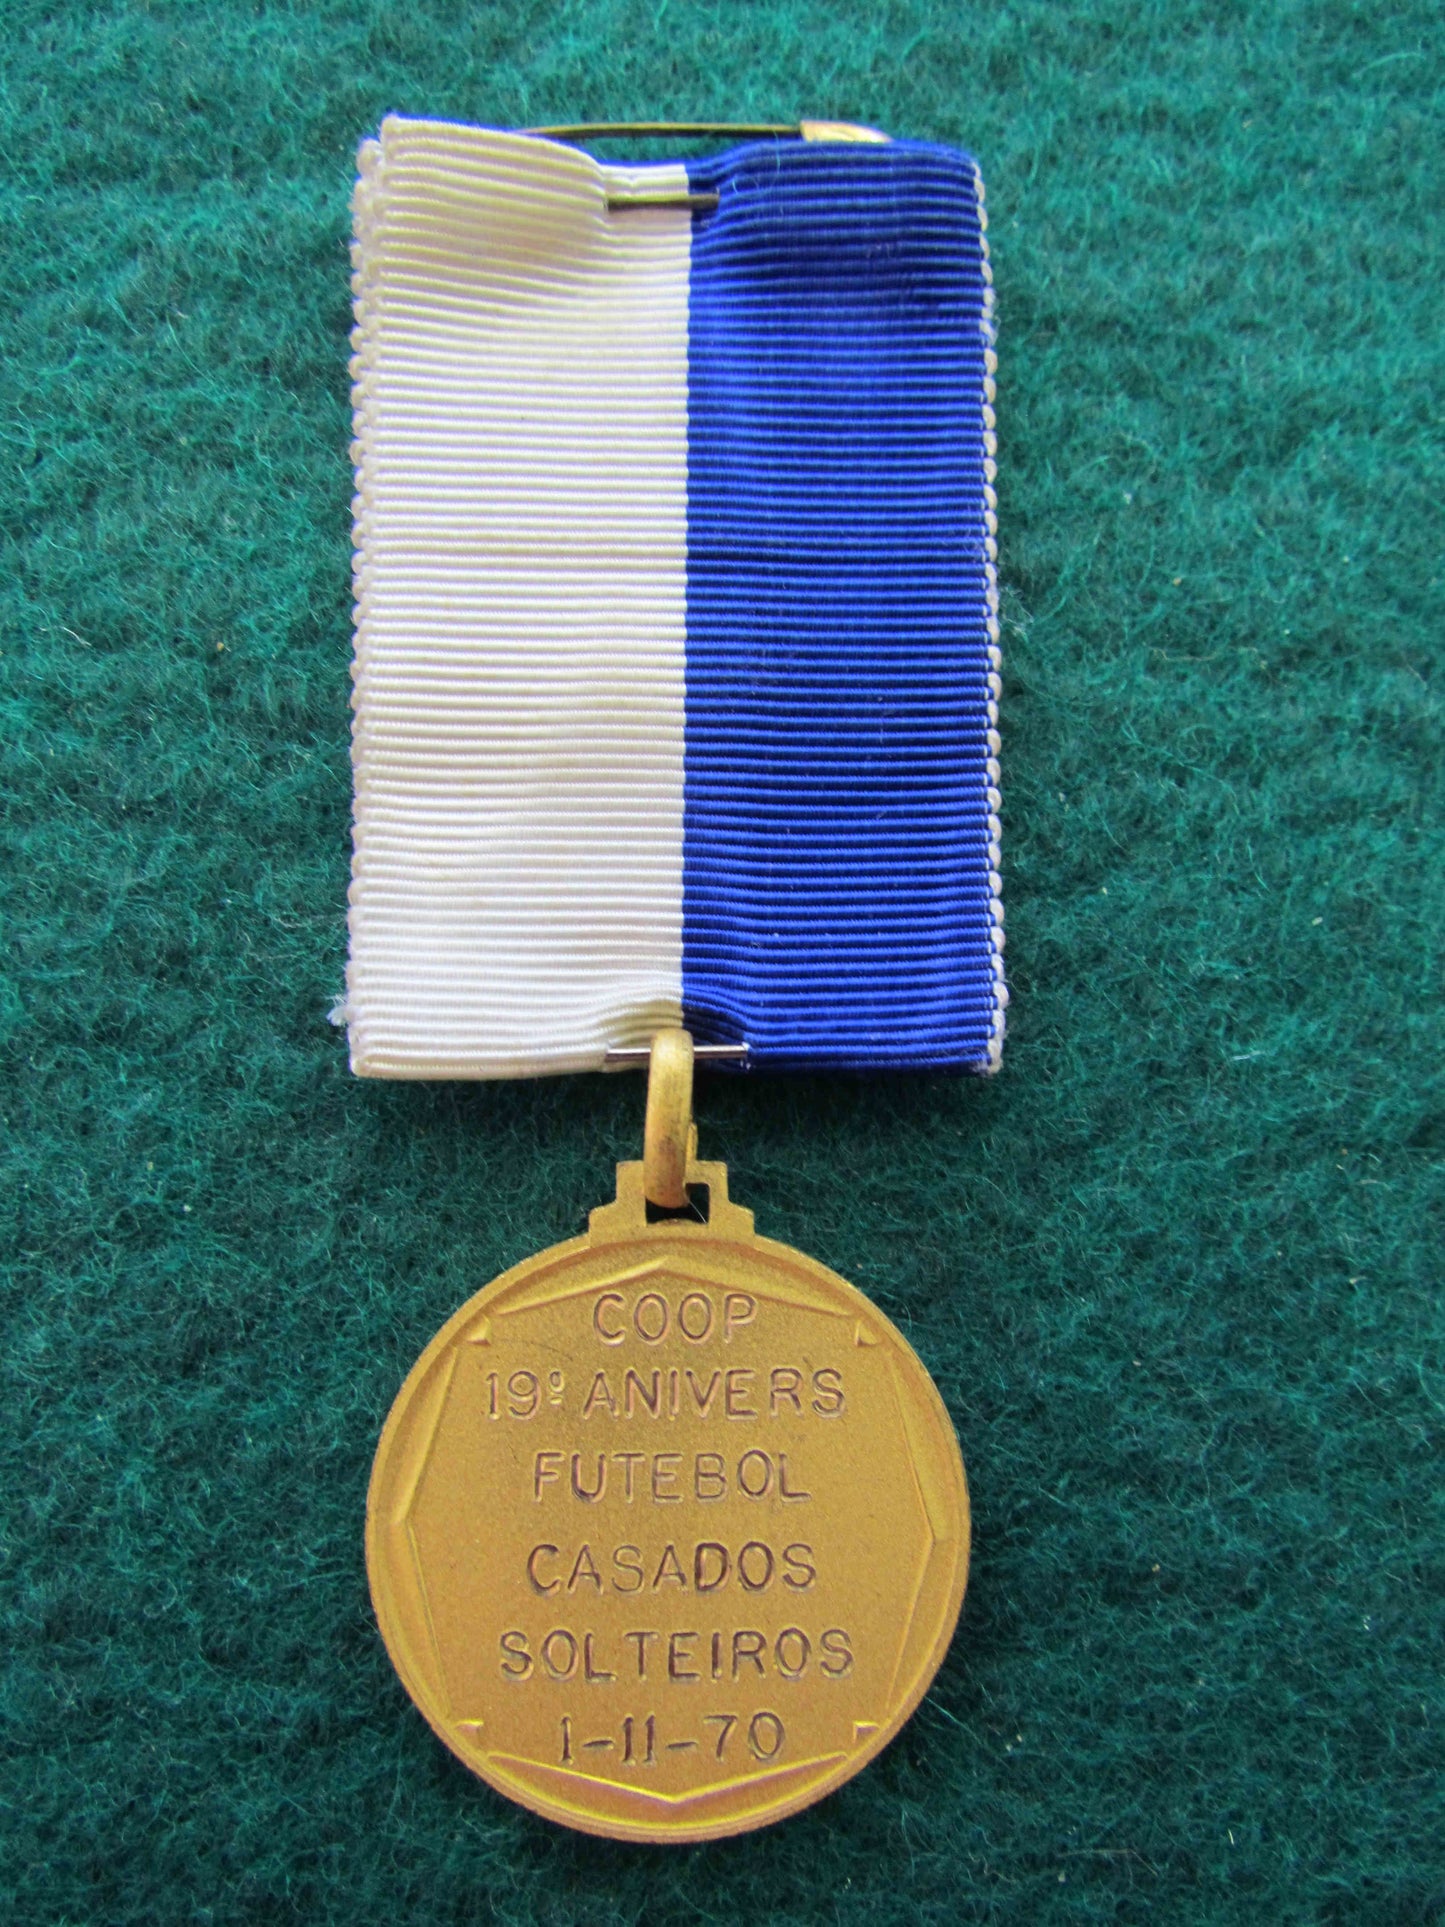 COOP
19º ANIVERS
FUTEBOL
CASADOS
SOLTEIROS
1-11-70